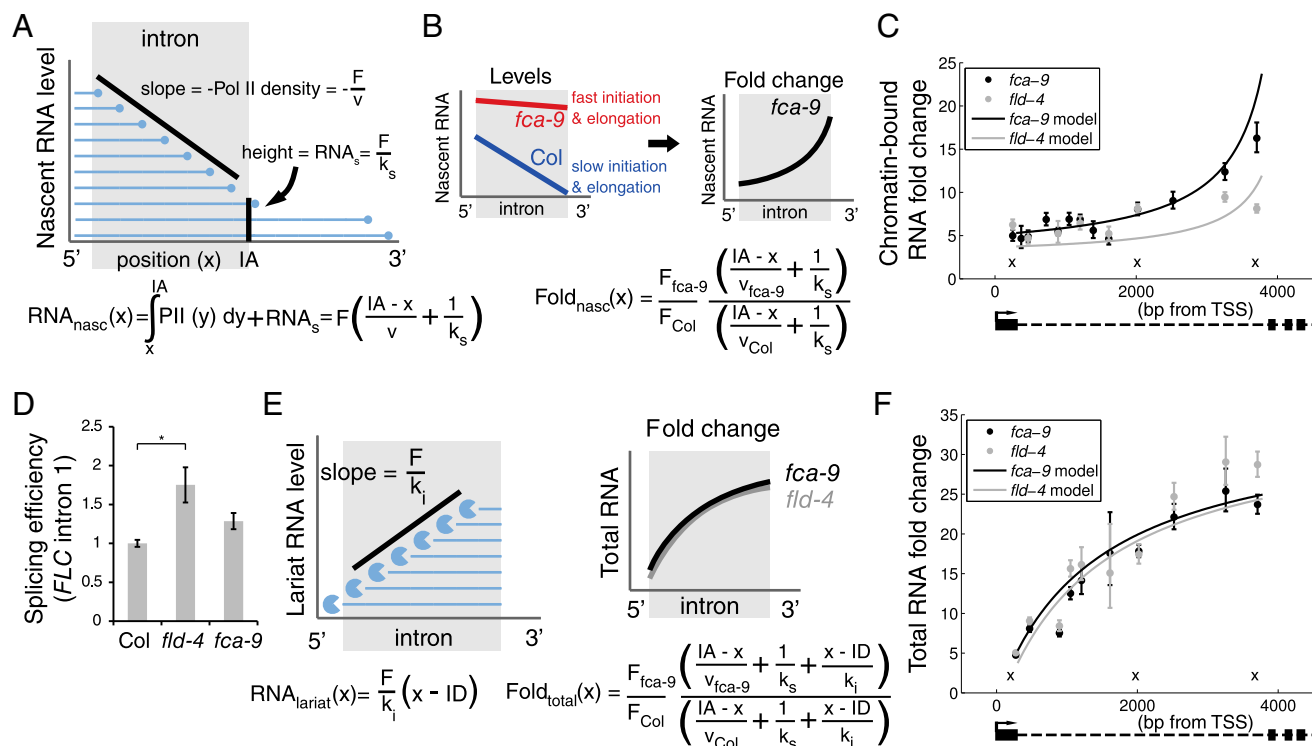 A
intron
Nascent RNA level
slope = -Pol II density = - F/v
height = RNAs = F/ks
5' position (x) IA 3'
RNAnasc(x)=∫xIA PII (y) dy+RNAs=F((IA - x)/v + 1/ks)
B
Levels
Nascent RNA
fca-9
Col
fast initiation
& elongation
slow initiation
& elongation
5' intron 3'
Fold change
Nascent RNA
fca-9
5' intron 3'
Foldnasc(x) = Ffca-9/FCol ((IA - x)/vfca-9 + 1/ks)/((IA - x)/vCol + 1/ks)
C
Chromatin-bound
RNA fold change
25
20
15
10
5
0
fca-9
fld-4
fca-9 model
fld-4 model
x x x
0 2000 4000
(bp from TSS)
D
Splicing efficiency
(FLC intron 1)
2.5
2
1.5
1
0.5
0
*
Col fld-4 fca-9
E
Lariat RNA level
slope = F/ki
5' intron 3'
RNAlariat(x)= F/ki (x - ID)
Fold change
Total RNA
fca-9
fld-4
5' intron 3'
Foldtotal(x) = Ffca-9/FCol ((IA - x)/vfca-9 + 1/ks + (x - ID)/ki)/((IA - x)/vCol + 1/ks + (x - ID)/ki)
F
Total RNA fold change
35
30
25
20
15
10
5
0
fca-9
fld-4
fca-9 model
fld-4 model
x x x
0 2000 4000
(bp from TSS)